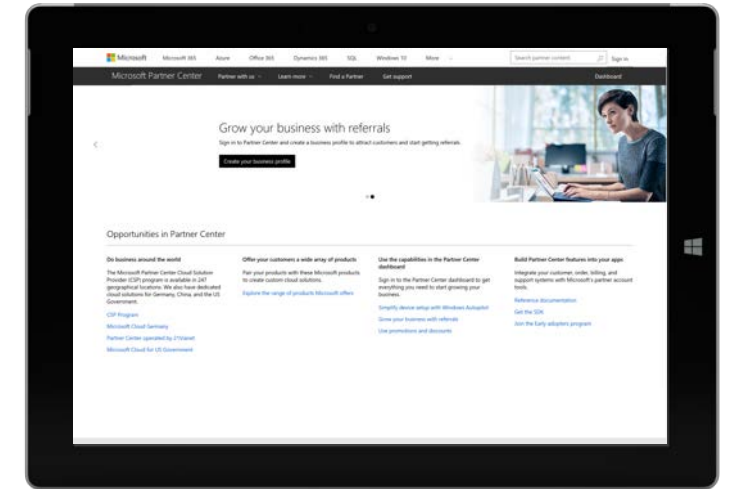 Microsoft Microsoft 365 Azure Office 365 Dynamics 365 SQL Windows 10 More Search partner content Sign in
Microsoft Partner Center Partner with us Learn more Find a Partner Get support Dashboard
Grow your business with referrals
Sign in to Partner Center and create a business profile to attract customers and start getting referrals.
Create your business profile
Opportunities in Partner Center
Do business around the world
The Microsoft Partner Center Cloud Solution
Provider (CSP) program is available in 247
geographical locations. We also have dedicated
cloud solutions for Germany, China, and the US
Government.
CSP Program
Microsoft Cloud Germany
Partner Center operated by 21Vianet
Microsoft Cloud for US Government
Offer your customers a wide array of products
Pair your products with these Microsoft products
to create custom cloud solutions.
Explore the range of products Microsoft offers
Use the capabilities in the Partner Center
dashboard
Sign in to the Partner Center dashboard to get
everything you need to start growing your
business.
Simplify device setup with Windows Autopilot
Grow your business with referrals
Use promotions and discounts
Build Partner Center features into your apps
Integrate your customer, order, billing, and
support systems with Microsoft's partner account
tools.
Reference documentation
Get the SDK
Join the Early adopters program